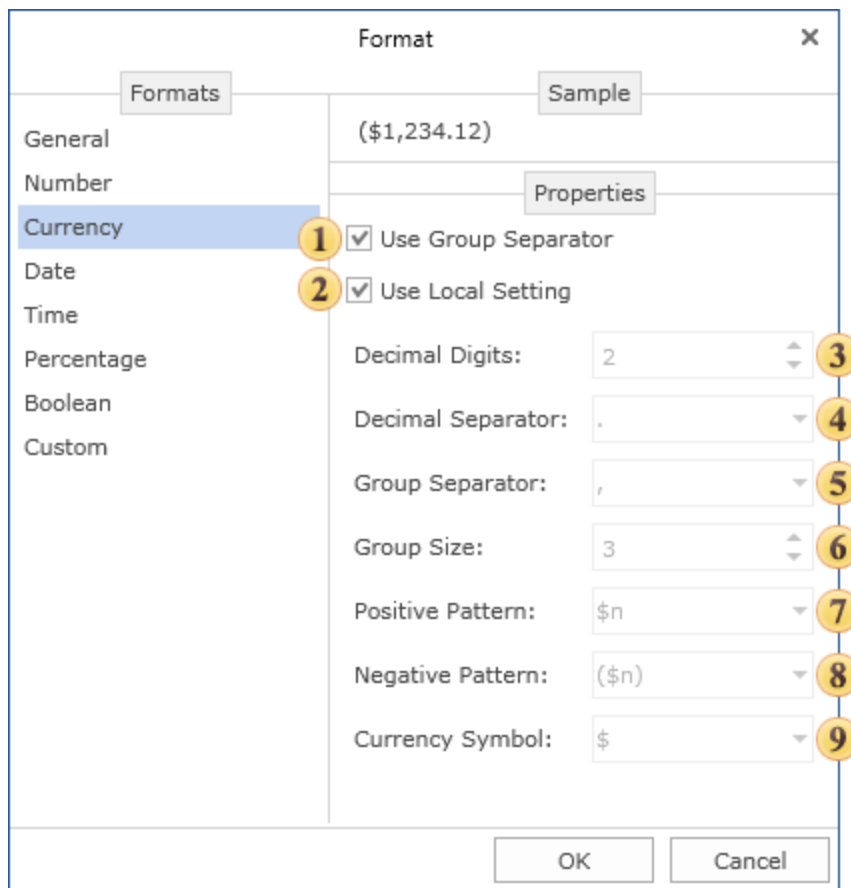 Format
Formats
General
Number
Currency
Date
Time
Percentage
Boolean
Custom
Sample
($1,234.12)
Properties
1 Use Group Separator
2 Use Local Setting
Decimal Digits: 2 3
Decimal Separator: . 4
Group Separator: , 5
Group Size: 3 6
Positive Pattern: $n 7
Negative Pattern: ($n) 8
Currency Symbol: $ 9
OK Cancel